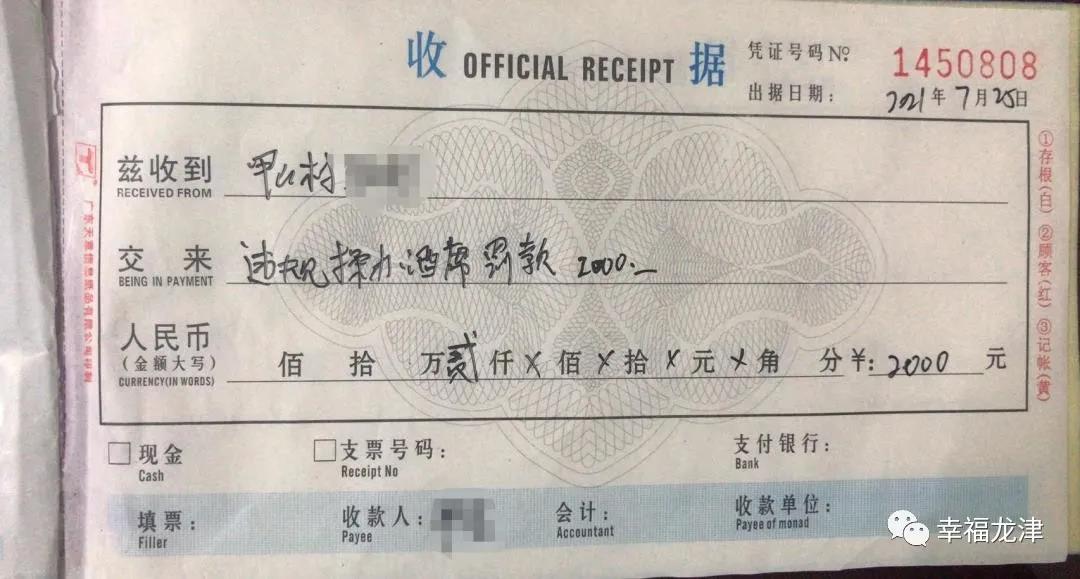 收 OFFICIAL RECEIPT 据
凭证号码 № 1450808
出据日期: 2021年7月25日
兹收到 甲山村
RECEIVED FROM
交来 违规操办酒席罚款 2000.—
BEING IN PAYMENT
人民币
(金额大写) 佰 拾 万 贰 仟 × 佰 × 拾 × 元 × 角 分 ¥: 2000 元
CURRENCY(IN WORDS)
现金 支票号码: 支付银行:
Cash Receipt No Bank
填票: 收款人: 会计: 收款单位:
Filler Payee Accountant Payee of monad
①存根(白) ②顾客(红) ③记帐(黄)
幸福龙津